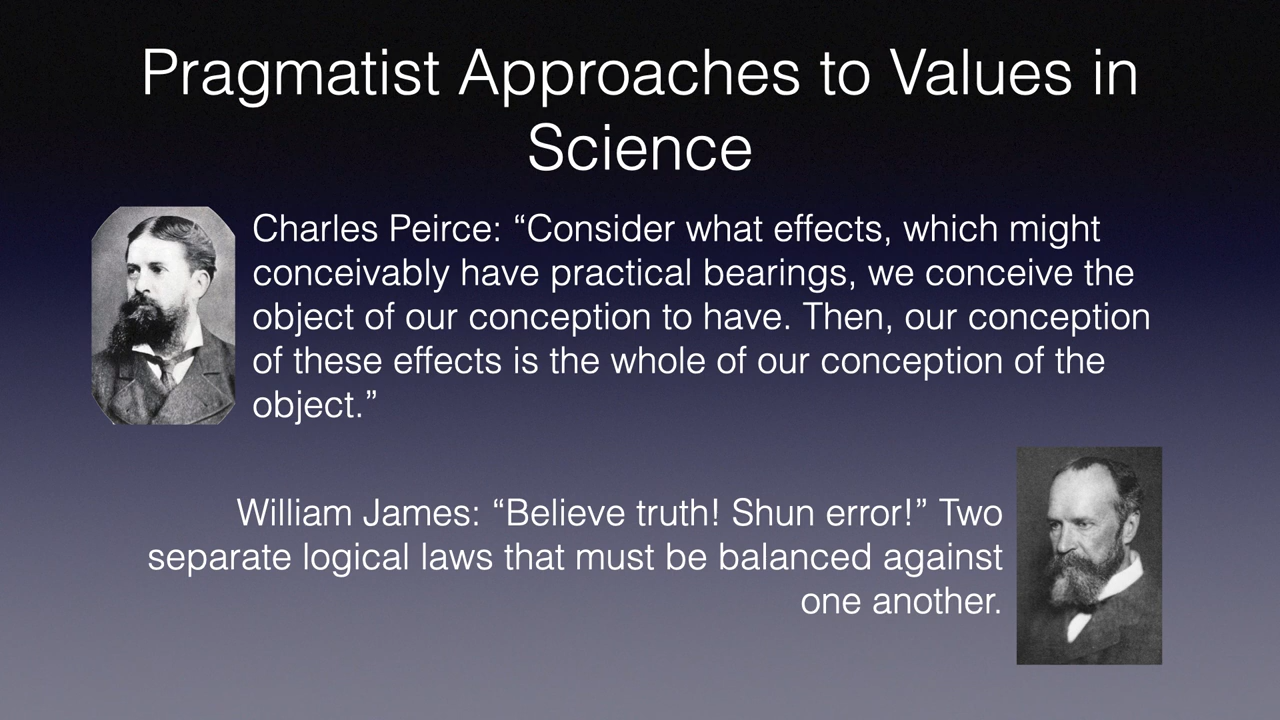 Pragmatist Approaches to Values in
Science
Charles Peirce: “Consider what effects, which might
conceivably have practical bearings, we conceive the
object of our conception to have. Then, our conception
of these effects is the whole of our conception of the
object.”
William James: “Believe truth! Shun error!” Two
separate logical laws that must be balanced against
one another.